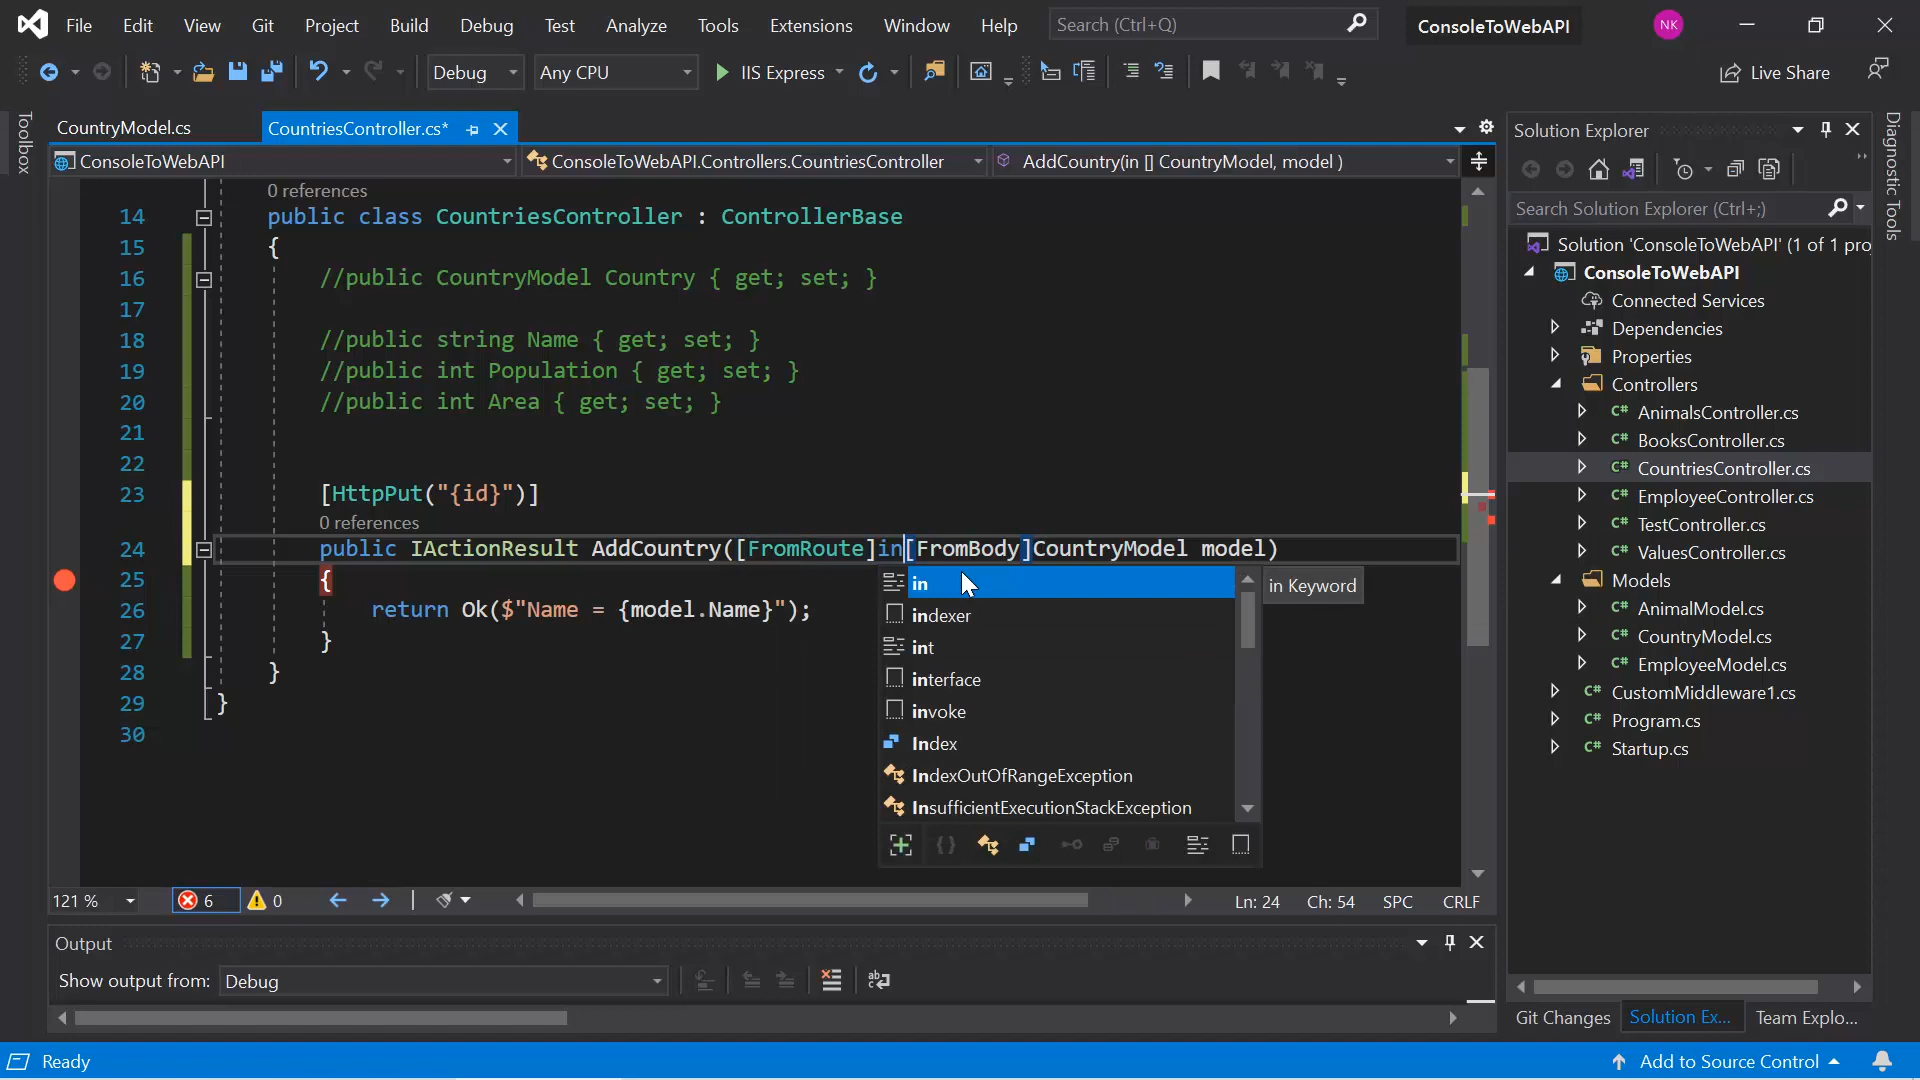 File Edit View Git Project Build Debug Test Analyze Tools Extensions Window Help Search (Ctrl+Q) ConsoleToWebAPI NK
Debug Any CPU IIS Express Live Share
Toolbox
CountryModel.cs CountriesController.cs*
ConsoleToWebAPI ConsoleToWebAPI.Controllers.CountriesController AddCountry(in [] CountryModel, model )
0 references
14 public class CountriesController : ControllerBase
15 {
16 //public CountryModel Country { get; set; }
17
18 //public string Name { get; set; }
19 //public int Population { get; set; }
20 //public int Area { get; set; }
21
22
23 [HttpPut("{id}")]
0 references
24 public IActionResult AddCountry([FromRoute]in[FromBody]CountryModel model)
25 {
26 return Ok($"Name = {model.Name}");
27 }
28 }
29 }
30
in
in Keyword
indexer
int
interface
invoke
Index
IndexOutOfRangeException
InsufficientExecutionStackException
121 % 6 0 Ln: 24 Ch: 54 SPC CRLF
Output
Show output from: Debug
Solution Explorer
Search Solution Explorer (Ctrl+;)
Solution 'ConsoleToWebAPI' (1 of 1 pro
ConsoleToWebAPI
Connected Services
Dependencies
Properties
Controllers
AnimalsController.cs
BooksController.cs
CountriesController.cs
EmployeeController.cs
TestController.cs
ValuesController.cs
Models
AnimalModel.cs
CountryModel.cs
EmployeeModel.cs
CustomMiddleware1.cs
Program.cs
Startup.cs
Git Changes Solution Ex... Team Explo...
Diagnostic Tools
Ready Add to Source Control